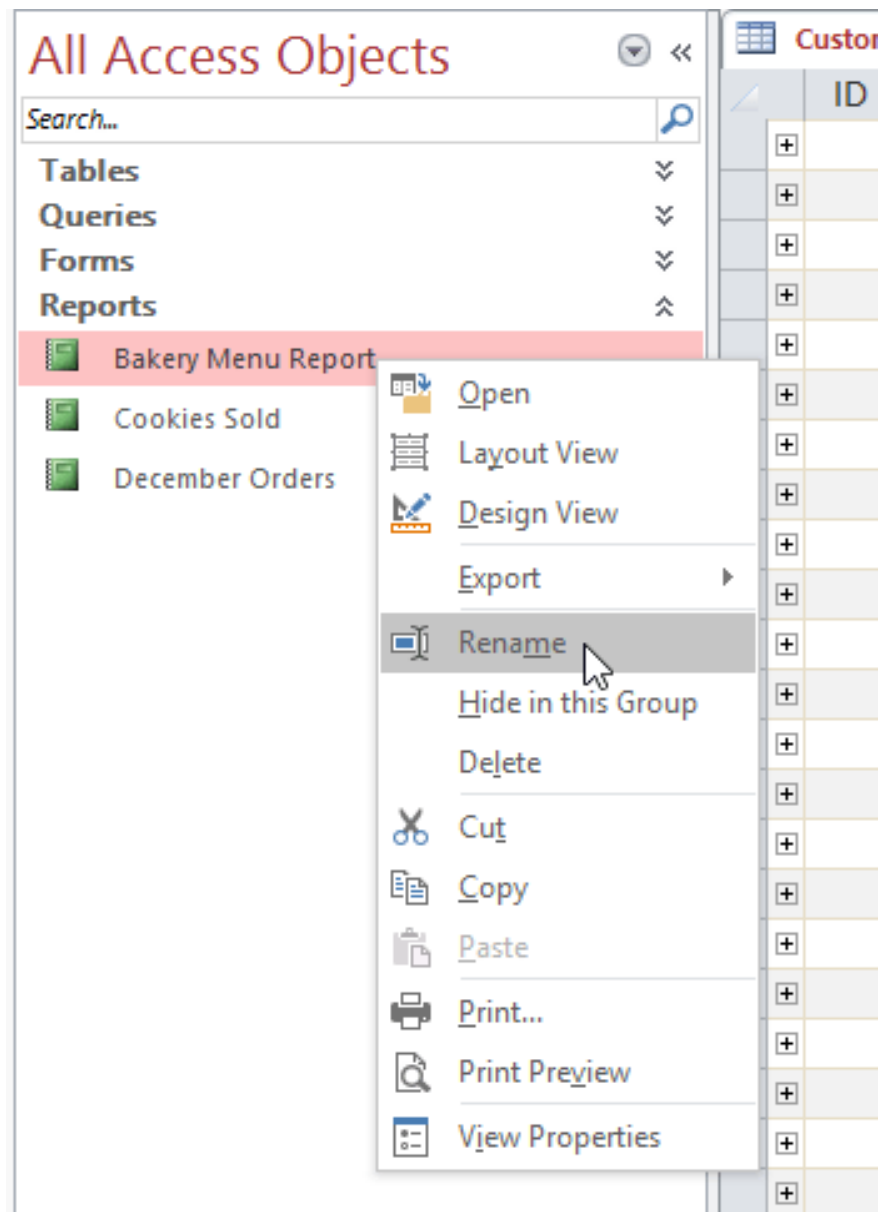 All Access Objects
Search...
Tables
Queries
Forms
Reports
Bakery Menu Report
Cookies Sold
December Orders
Open
Layout View
Design View
Export
Rename
Hide in this Group
Delete
Cut
Copy
Paste
Print...
Print Preview
View Properties
Custom
ID